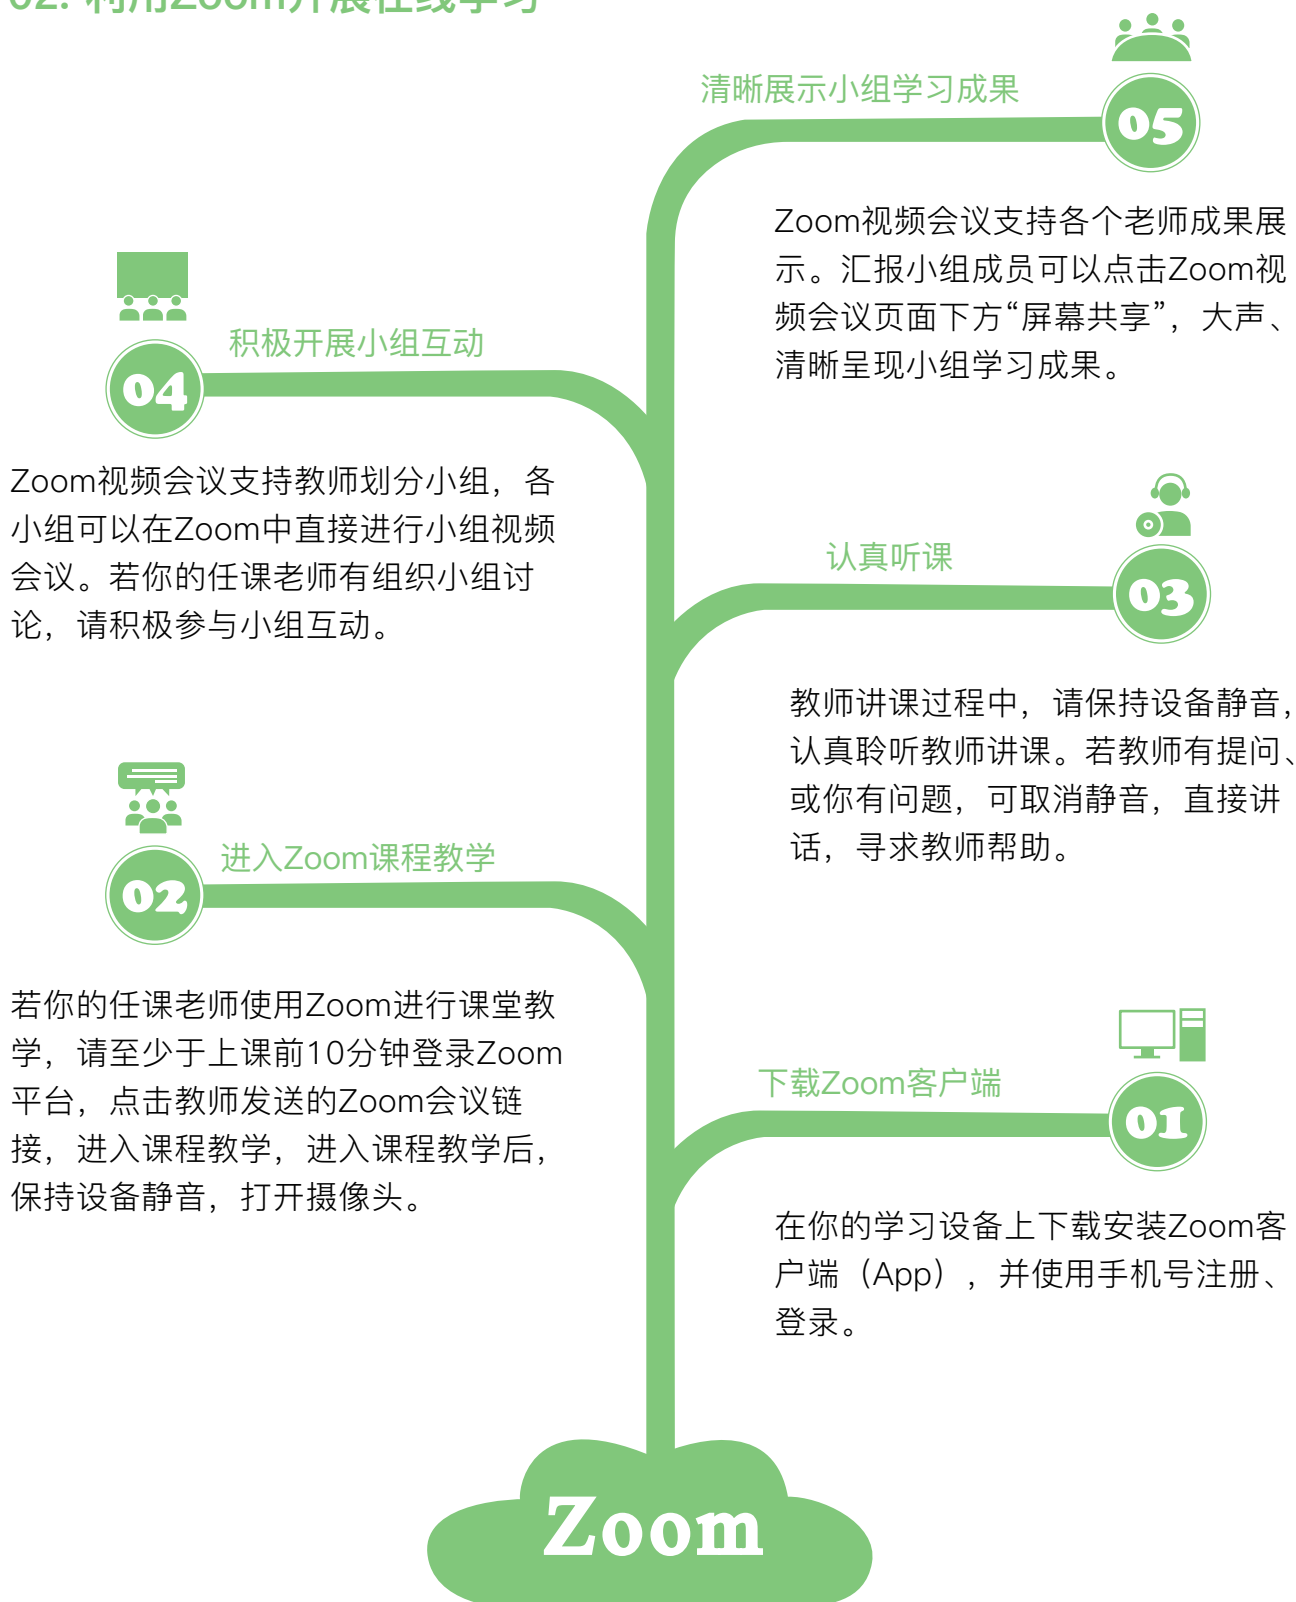 02. 利用Zoom开展在线学习
清晰展示小组学习成果
05
Zoom视频会议支持各个老师成果展
示。汇报小组成员可以点击Zoom视
频会议页面下方“屏幕共享”，大声、
清晰呈现小组学习成果。
积极开展小组互动
04
Zoom视频会议支持教师划分小组，各
小组可以在Zoom中直接进行小组视频
会议。若你的任课老师有组织小组讨
论，请积极参与小组互动。
认真听课
03
教师讲课过程中，请保持设备静音，
认真聆听教师讲课。若教师有提问、
或你有问题，可取消静音，直接讲
话，寻求教师帮助。
进入Zoom课程教学
02
若你的任课老师使用Zoom进行课堂教
学，请至少于上课前10分钟登录Zoom
平台，点击教师发送的Zoom会议链
接，进入课程教学，进入课程教学后，
保持设备静音，打开摄像头。
下载Zoom客户端
01
在你的学习设备上下载安装Zoom客
户端（App），并使用手机号注册、
登录。
Zoom